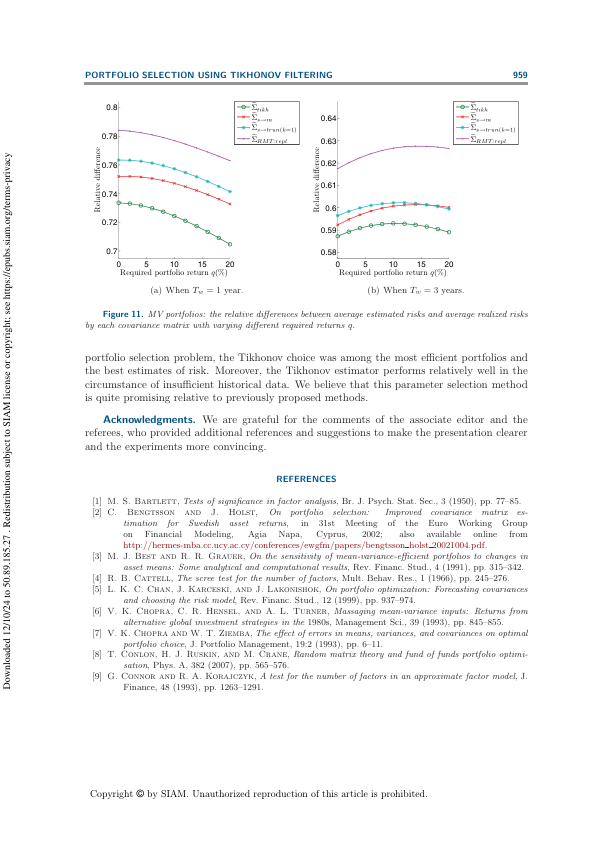 PORTFOLIO SELECTION USING TIKHONOV FILTERING 959
0.8
0.78
0.76
0.74
0.72
0.7
Relative difference
0 5 10 15 20
Required portfolio return q(%)
Σ̂tikh
Σ̂s→m
Σ̂s→trun(k=1)
Σ̂RMT:repl
(a) When Tw = 1 year.
0.64
0.63
0.62
0.61
0.6
0.59
0.58
Relative difference
0 5 10 15 20
Required portfolio return q(%)
Σ̂tikh
Σ̂s→m
Σ̂s→trun(k=1)
Σ̂RMT:repl
(b) When Tw = 3 years.
Figure 11. MV portfolios: the relative differences between average estimated risks and average realized risks
by each covariance matrix with varying different required returns q.
portfolio selection problem, the Tikhonov choice was among the most efficient portfolios and
the best estimates of risk. Moreover, the Tikhonov estimator performs relatively well in the
circumstance of insufficient historical data. We believe that this parameter selection method
is quite promising relative to previously proposed methods.
Acknowledgments. We are grateful for the comments of the associate editor and the
referees, who provided additional references and suggestions to make the presentation clearer
and the experiments more convincing.
REFERENCES
[1] M. S. Bartlett, Tests of significance in factor analysis, Br. J. Psych. Stat. Sec., 3 (1950), pp. 77–85.
[2] C. Bengtsson and J. Holst, On portfolio selection: Improved covariance matrix es-
timation for Swedish asset returns, in 31st Meeting of the Euro Working Group
on Financial Modeling, Agia Napa, Cyprus, 2002; also available online from
http://hermes-mba.cc.ucy.ac.cy/conferences/ewgfm/papers/bengtsson_holst_20021004.pdf.
[3] M. J. Best and R. R. Grauer, On the sensitivity of mean-variance-efficient portfolios to changes in
asset means: Some analytical and computational results, Rev. Financ. Stud., 4 (1991), pp. 315–342.
[4] R. B. Cattell, The scree test for the number of factors, Mult. Behav. Res., 1 (1966), pp. 245–276.
[5] L. K. C. Chan, J. Karceski, and J. Lakonishok, On portfolio optimization: Forecasting covariances
and choosing the risk model, Rev. Financ. Stud., 12 (1999), pp. 937–974.
[6] V. K. Chopra, C. R. Hensel, and A. L. Turner, Massaging mean-variance inputs: Returns from
alternative global investment strategies in the 1980s, Management Sci., 39 (1993), pp. 845–855.
[7] V. K. Chopra and W. T. Ziemba, The effect of errors in means, variances, and covariances on optimal
portfolio choice, J. Portfolio Management, 19:2 (1993), pp. 6–11.
[8] T. Conlon, H. J. Ruskin, and M. Crane, Random matrix theory and fund of funds portfolio optimi-
sation, Phys. A, 382 (2007), pp. 565–576.
[9] G. Connor and R. A. Korajczyk, A test for the number of factors in an approximate factor model, J.
Finance, 48 (1993), pp. 1263–1291.
Copyright © by SIAM. Unauthorized reproduction of this article is prohibited.
Downloaded 12/10/24 to 50.89.185.27 . Redistribution subject to SIAM license or copyright; see https://epubs.siam.org/terms-privacy